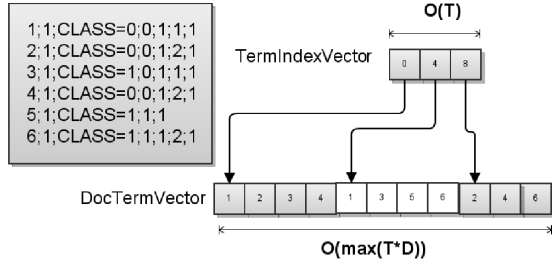 1;1;CLASS=0;0;1;1;1
2;1;CLASS=0;0;1;2;1
3;1;CLASS=1;0;1;1;1
4;1;CLASS=0;0;1;2;1
5;1;CLASS=1;1;1
6;1;CLASS=1;1;1;2;1
O(T)
TermIndexVector
0 4 8
DocTermVector
1 2 3 4 1 3 5 6 2 4 6
O(max(T*D))